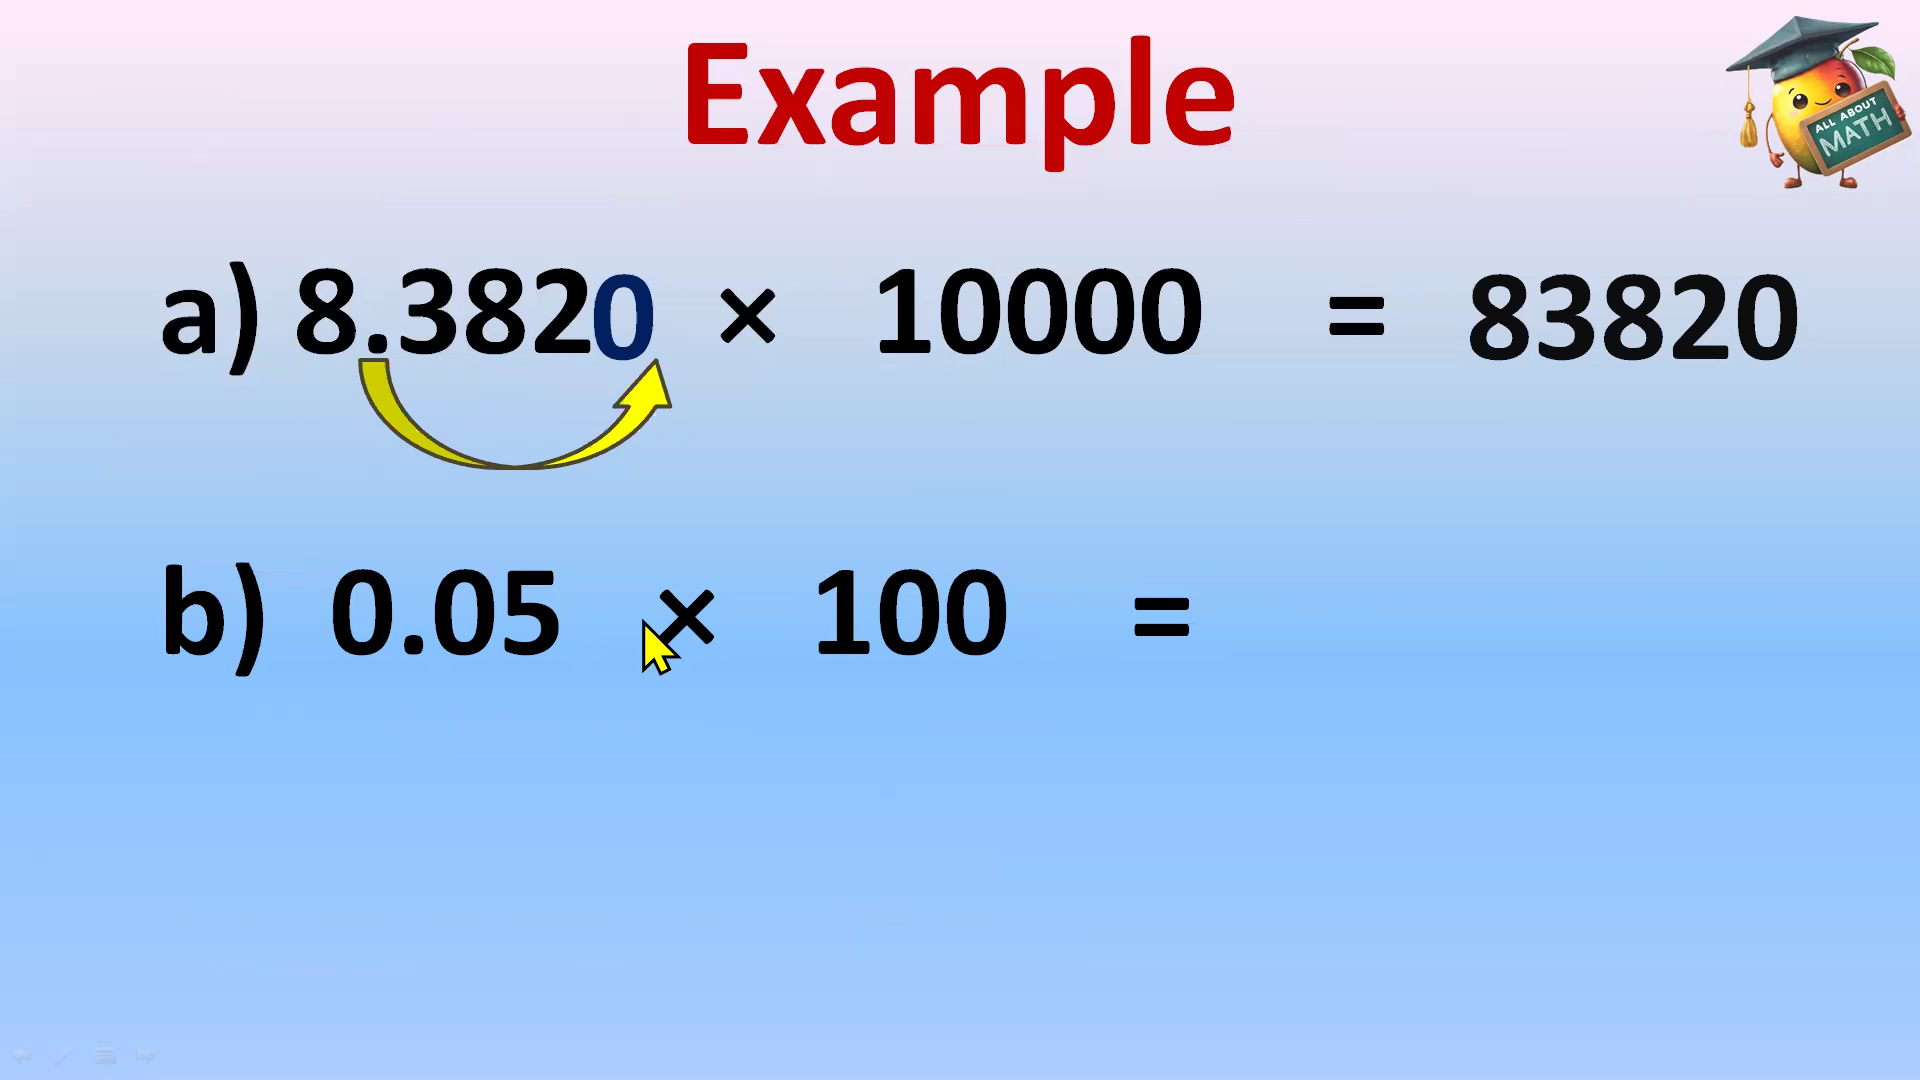 Example
ALL ABOUT
MATH
a) 8.3820 × 10000 = 83820
b) 0.05 × 100 =